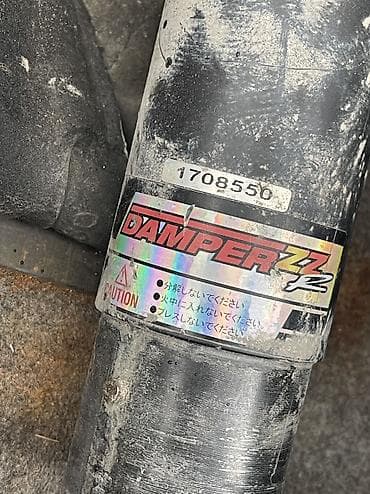 1708550
DAMPER ZZ R
CAUTION
●分解しないでください
●火中に入れないでください
●プレスしないでください